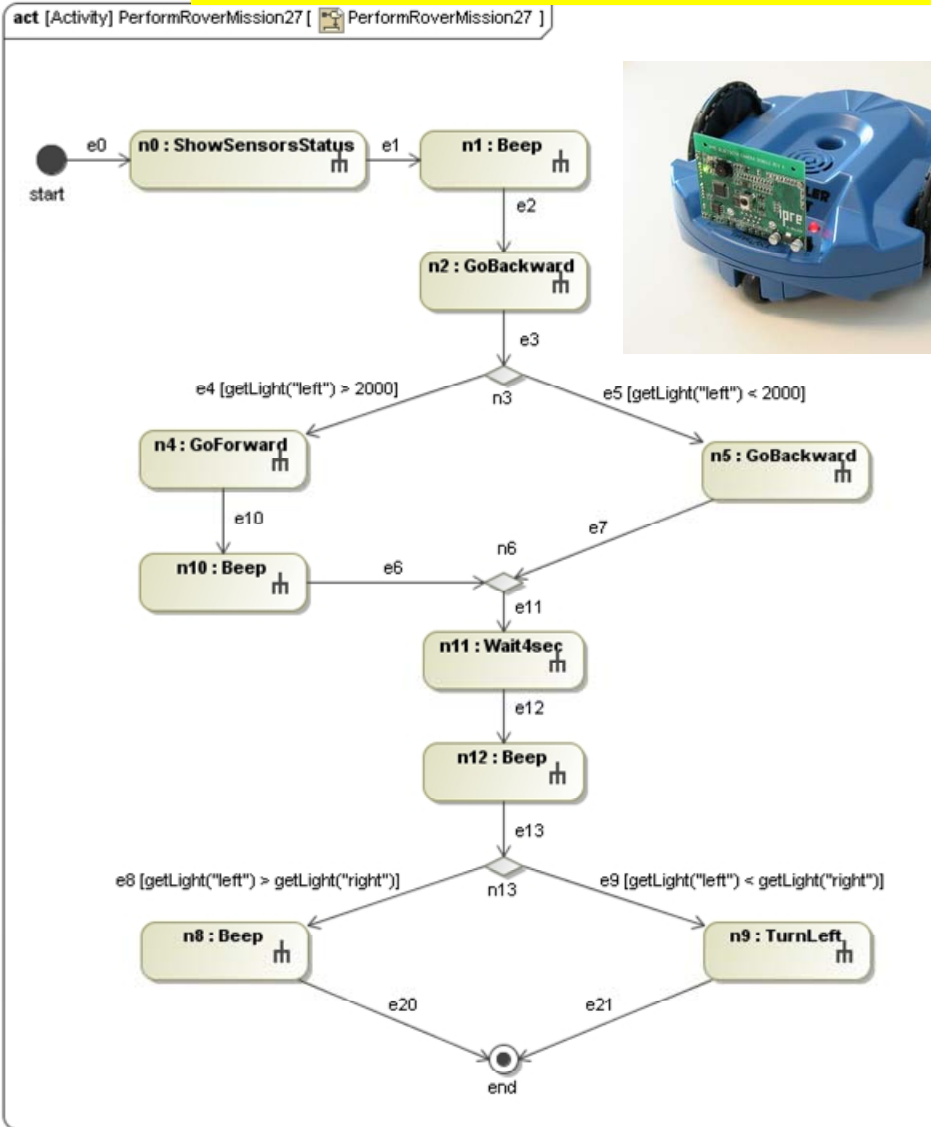 act [Activity] PerformRoverMission27 [ PerformRoverMission27 ]
start
e0
n0 : ShowSensorsStatus
e1
n1 : Beep
e2
n2 : GoBackward
ipre
e3
n3
e4 [getLight("left") > 2000]
e5 [getLight("left") < 2000]
n4 : GoForward
n5 : GoBackward
e10
e7
n10 : Beep
e6
n6
e11
n11 : Wait4sec
e12
n12 : Beep
e13
n13
e8 [getLight("left") > getLight("right")]
e9 [getLight("left") < getLight("right")]
n8 : Beep
n9 : TurnLeft
e20
e21
end